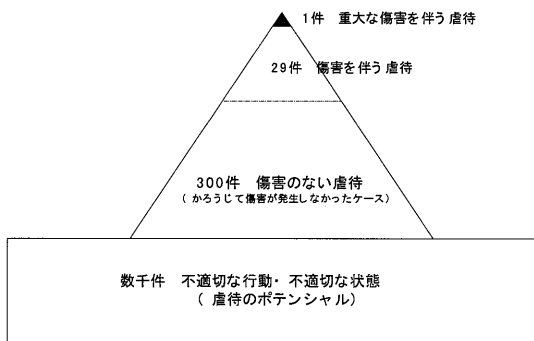 1件 重大な傷害を伴う虐待
29件 傷害を伴う虐待
300件 傷害のない虐待
(かろうじて傷害が発生しなかったケース)
数千件 不適切な行動・不適切な状態
(虐待のポテンシャル)